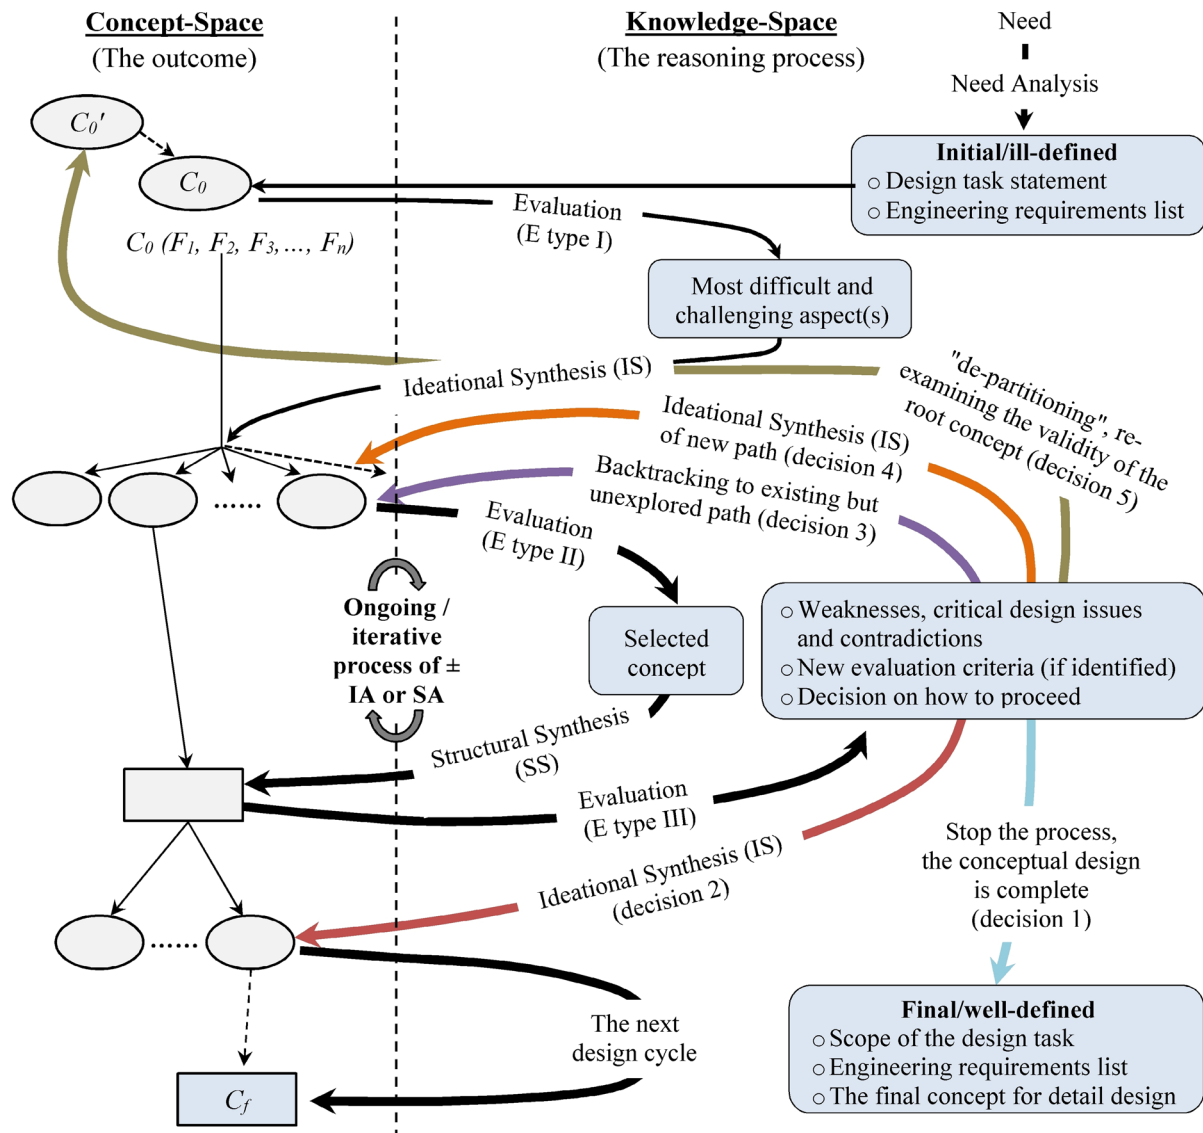 Concept-Space
(The outcome)
Knowledge-Space
(The reasoning process)
Need
Need Analysis
C0'
C0
Initial/ill-defined
○ Design task statement
○ Engineering requirements list
Evaluation
(E type I)
C0 (F1, F2, F3,..., Fn)
Most difficult and
challenging aspect(s)
Ideational Synthesis (IS)
"de-partitioning", re-
examining the validity of the
root concept (decision 5)
Ideational Synthesis (IS)
of new path (decision 4)
Backtracking to existing but
unexplored path (decision 3)
......
Evaluation
(E type II)
Ongoing /
iterative
process of ±
IA or SA
Selected
concept
○ Weaknesses, critical design issues
and contradictions
○ New evaluation criteria (if identified)
○ Decision on how to proceed
Structural Synthesis
(SS)
Evaluation
(E type III)
Ideational Synthesis (IS)
(decision 2)
Stop the process,
the conceptual design
is complete
(decision 1)
......
The next
design cycle
Final/well-defined
○ Scope of the design task
○ Engineering requirements list
○ The final concept for detail design
Cf